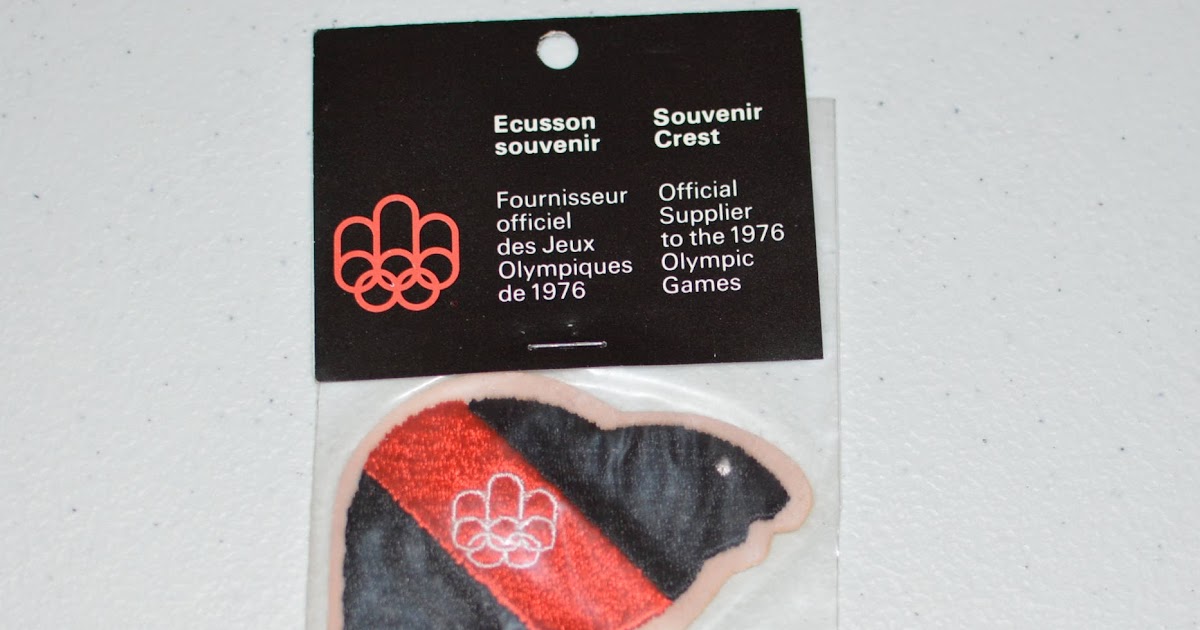 Ecusson
souvenir
Fournisseur
officiel
des Jeux
Olympiques
de 1976
Souvenir
Crest
Official
Supplier
to the 1976
Olympic
Games